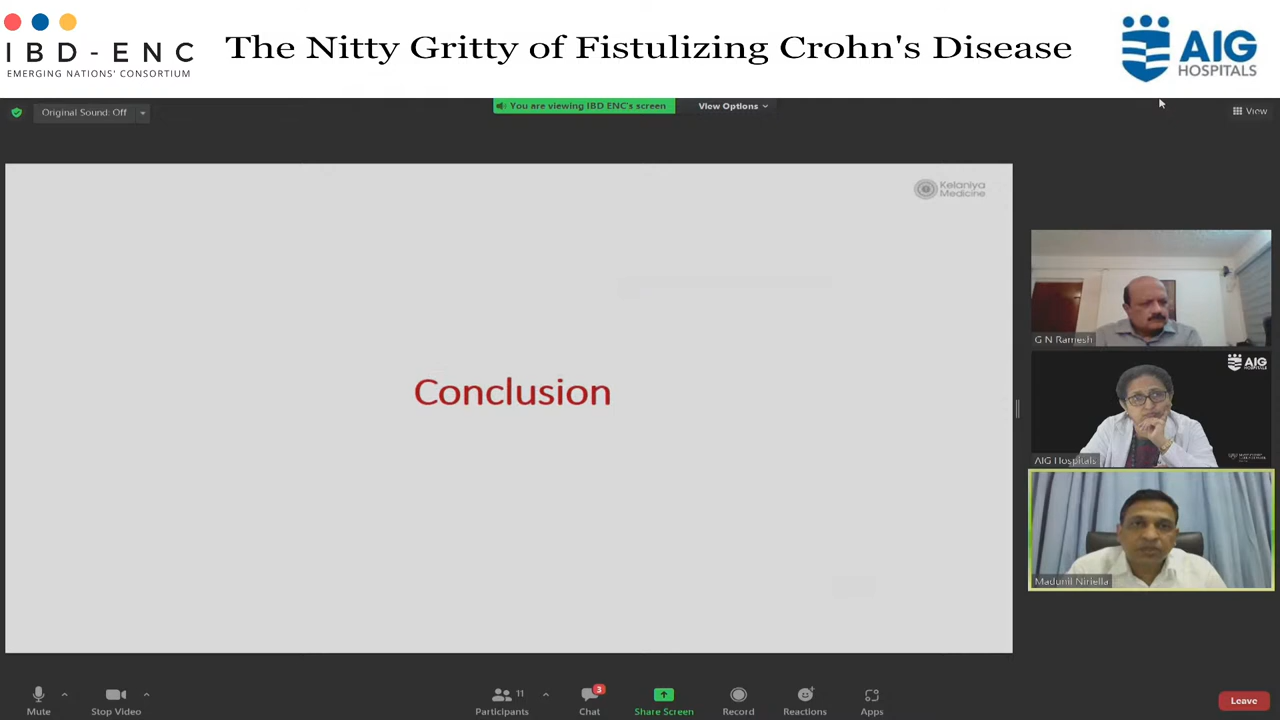 IBD-ENC
EMERGING NATIONS' CONSORTIUM
The Nitty Gritty of Fistulizing Crohn's Disease
AIG
HOSPITALS
Original Sound: Off
You are viewing IBD ENC's screen
View Options
View
Kelaniya
Medicine
Conclusion
G N Ramesh
AIG
HOSPITALS
AIG Hospitals
Madunil Niriella
Mute
Stop Video
Participants
11
Chat
3
Share Screen
Record
Reactions
Apps
Leave